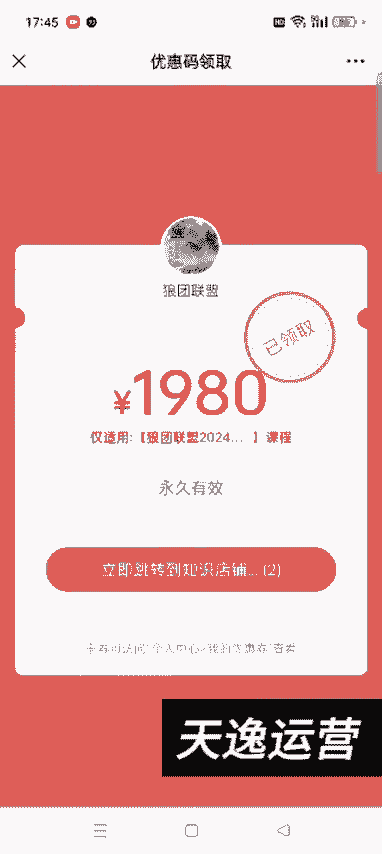 17:45
优惠码领取
狼团联盟
已领取
¥1980
仅适用:【狼团联盟2024... 】课程
永久有效
立即跳转到知识店铺... (2)
天逸运营